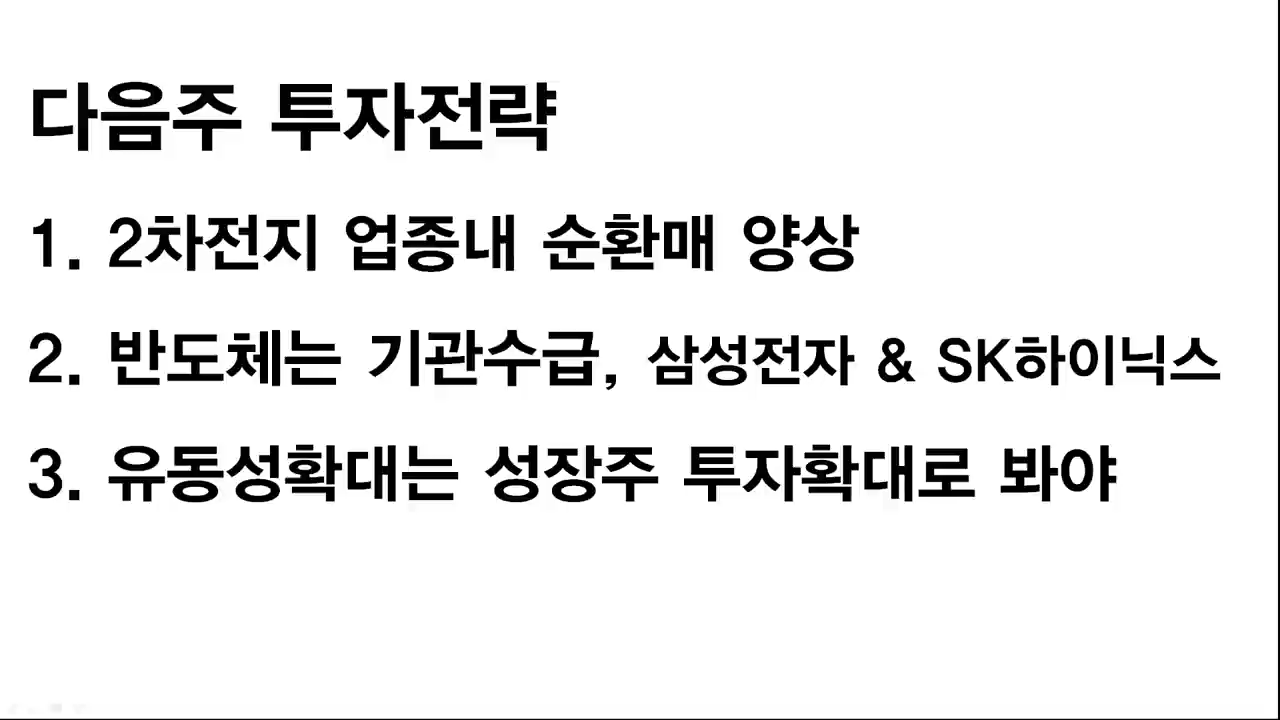 다음주 투자전략
1. 2차전지 업종내 순환매 양상
2. 반도체는 기관수급, 삼성전자 & SK하이닉스
3. 유동성확대는 성장주 투자확대로 봐야